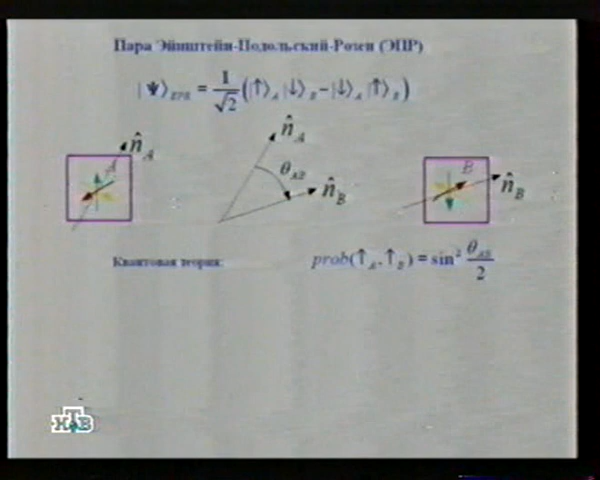 Пара Эйнштейн-Подольский-Розен (ЭПР)
|Ψ⟩_EPR = 1/√2 (|↑⟩_A |↓⟩_B − |↓⟩_A |↑⟩_B)
n̂_A
A
n̂_A
θ_AB
n̂_B
B
n̂_B
Квантовая теория:
prob(↑_A, ↑_B) = sin² θ_AB/2
НТВ